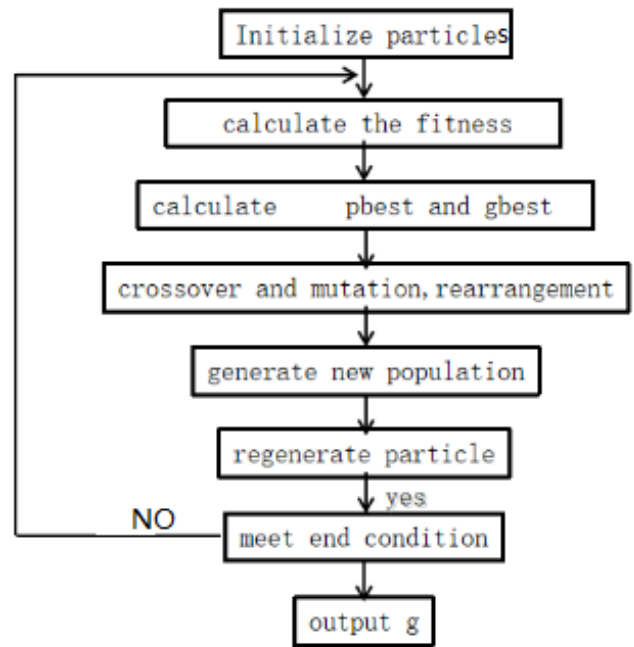 Initialize particles
calculate the fitness
calculate pbest and gbest
crossover and mutation,rearrangement
generate new population
regenerate particle
yes
NO
meet end condition
output g